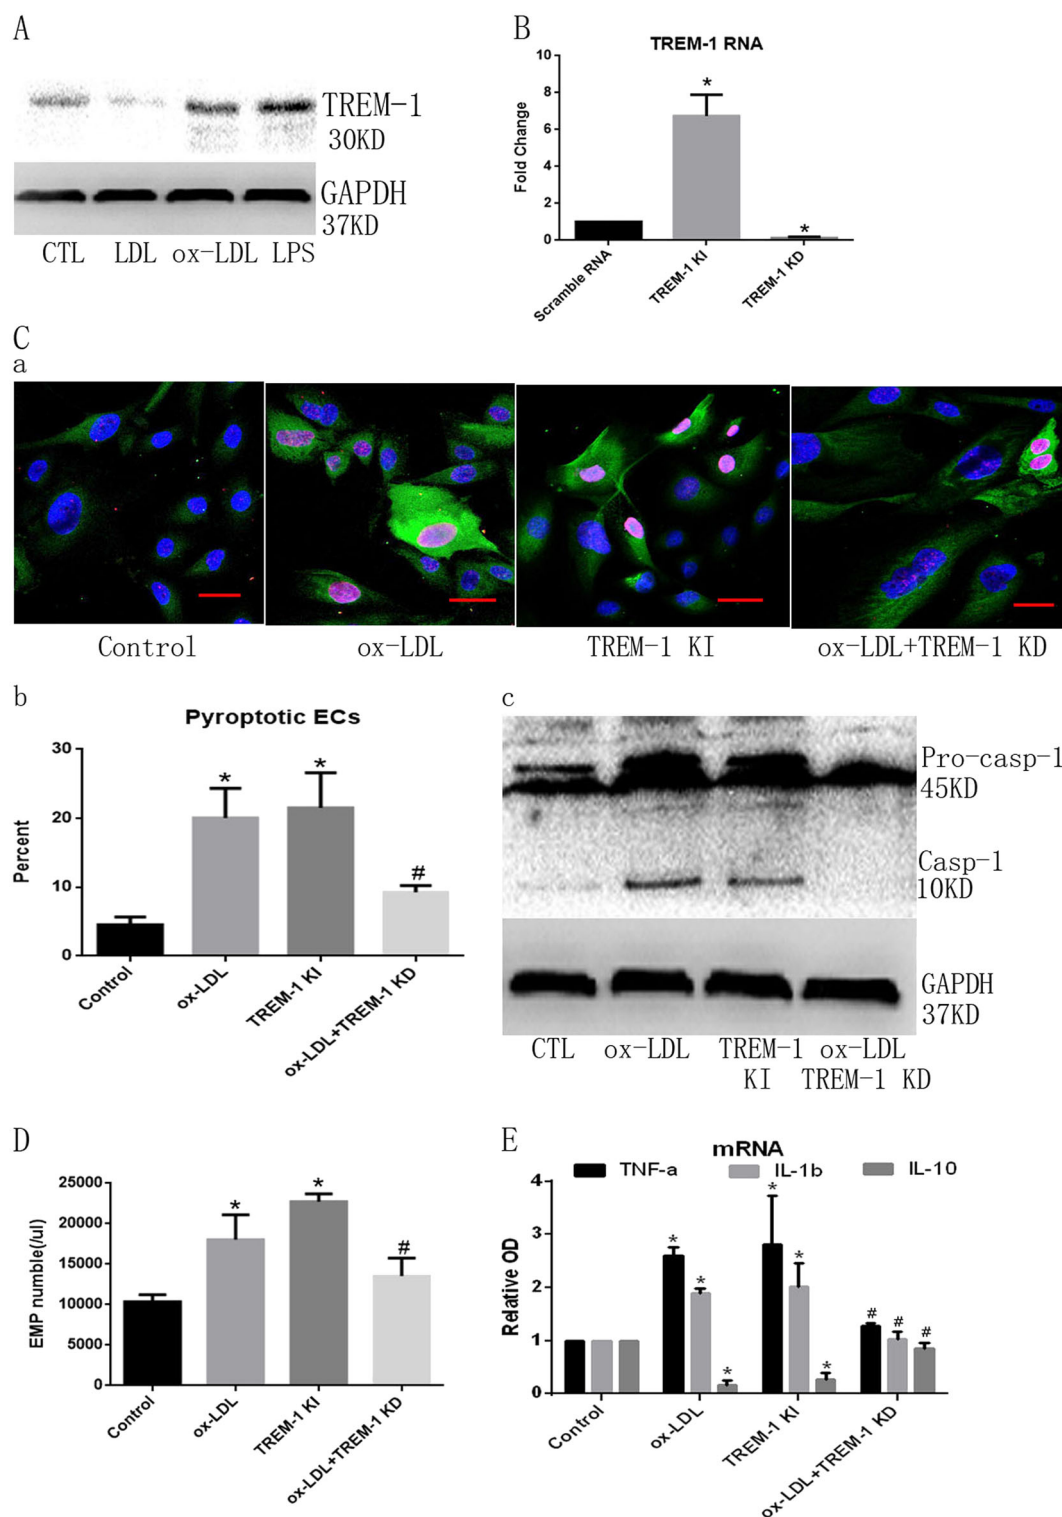 A
TREM-1
30KD
GAPDH
37KD
CTL LDL ox-LDL LPS
B
TREM-1 RNA
10
8
6
4
2
0
Fold Change
*
*
Scramble RNA
TREM-1 KI
TREM-1 KD
C
a
Control
ox-LDL
TREM-1 KI
ox-LDL+TREM-1 KD
b
Pyroptotic ECs
30
20
10
0
Percent
*
*
#
Control
ox-LDL
TREM-1 KI
ox-LDL+TREM-1 KD
c
Pro-casp-1
45KD
Casp-1
10KD
GAPDH
37KD
CTL ox-LDL TREM-1 ox-LDL
KI TREM-1 KD
D
25000
20000
15000
10000
5000
0
EMP numble(/ul)
*
*
#
Control
ox-LDL
TREM-1 KI
ox-LDL+TREM-1 KD
E
mRNA
TNF-a IL-1b IL-10
4
3
2
1
0
Relative OD
* * *
* * *
# # #
Control
ox-LDL
TREM-1 KI
ox-LDL+TREM-1 KD